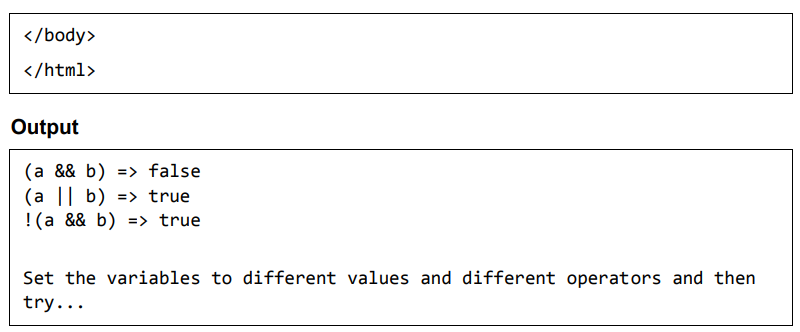 </body>
</html>
Output
(a && b) => false
(a || b) => true
!(a && b) => true
Set the variables to different values and different operators and then
try...